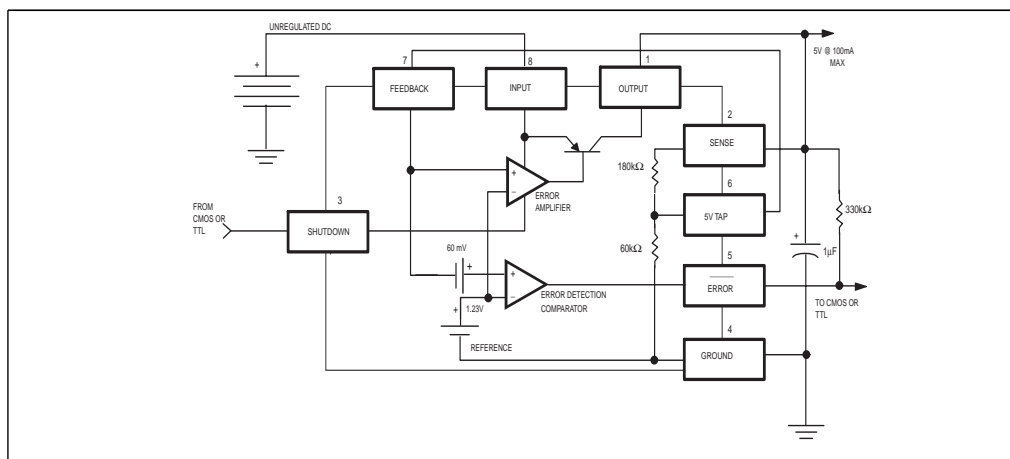 UNREGULATED DC
+
7
FEEDBACK
8
INPUT
1
OUTPUT
5V @ 100mA
MAX
2
SENSE
180kΩ
+
−
ERROR
AMPLIFIER
6
5V TAP
330kΩ
FROM
CMOS OR
TTL
3
SHUTDOWN
60kΩ
+
1µF
60 mV
+
+
−
ERROR DETECTION
COMPARATOR
5
ERROR
TO CMOS OR
TTL
+
1.23V
REFERENCE
4
GROUND